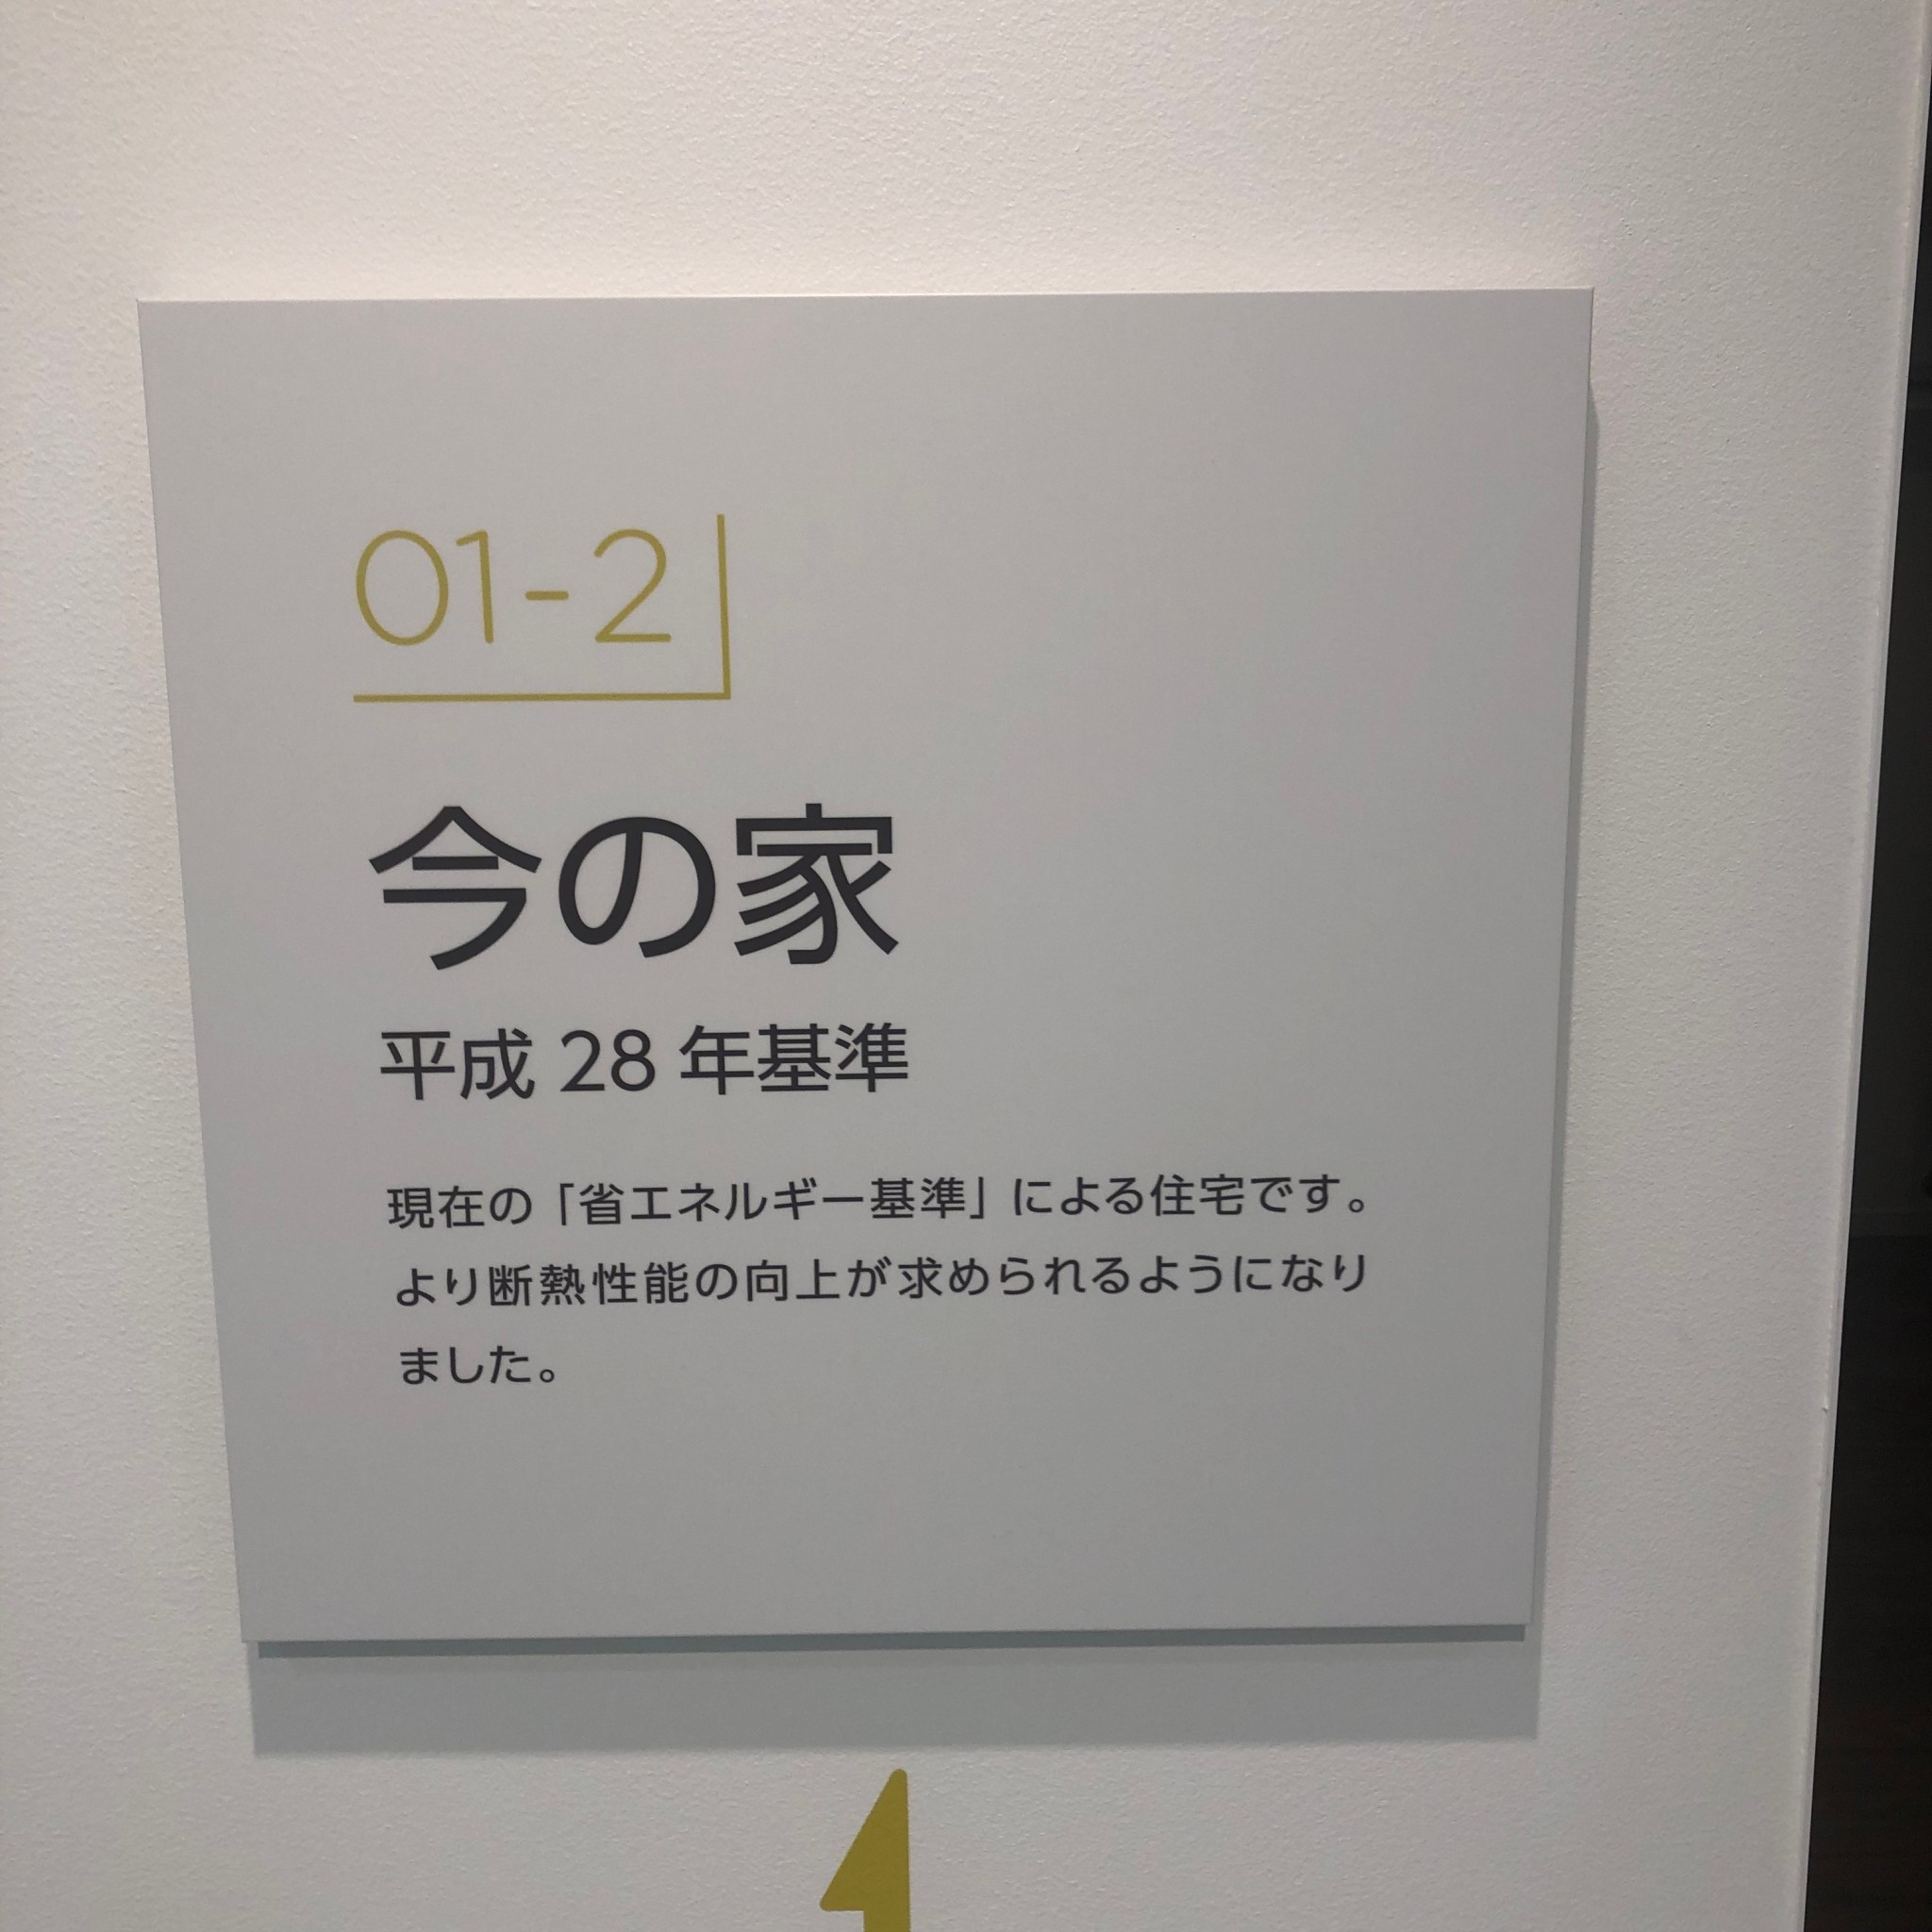 01-2
今の家
平成 28 年基準
現在の「省エネルギー基準」による住宅です。
より断熱性能の向上が求められるようになり
ました。